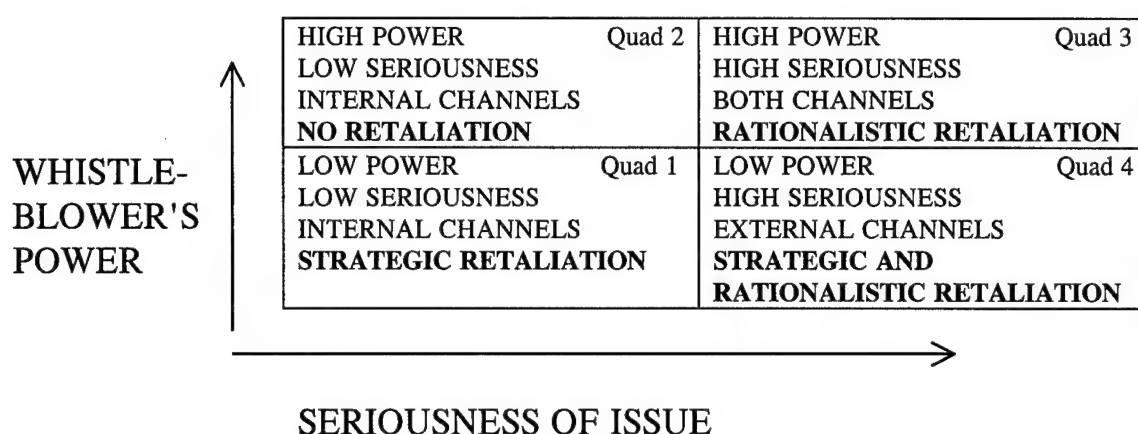 HIGH POWER Quad 2
LOW SERIOUSNESS
INTERNAL CHANNELS
NO RETALIATION
HIGH POWER Quad 3
HIGH SERIOUSNESS
BOTH CHANNELS
RATIONALISTIC RETALIATION
WHISTLE-
BLOWER'S
POWER
LOW POWER Quad 1
LOW SERIOUSNESS
INTERNAL CHANNELS
STRATEGIC RETALIATION
LOW POWER Quad 4
HIGH SERIOUSNESS
EXTERNAL CHANNELS
STRATEGIC AND
RATIONALISTIC RETALIATION
SERIOUSNESS OF ISSUE